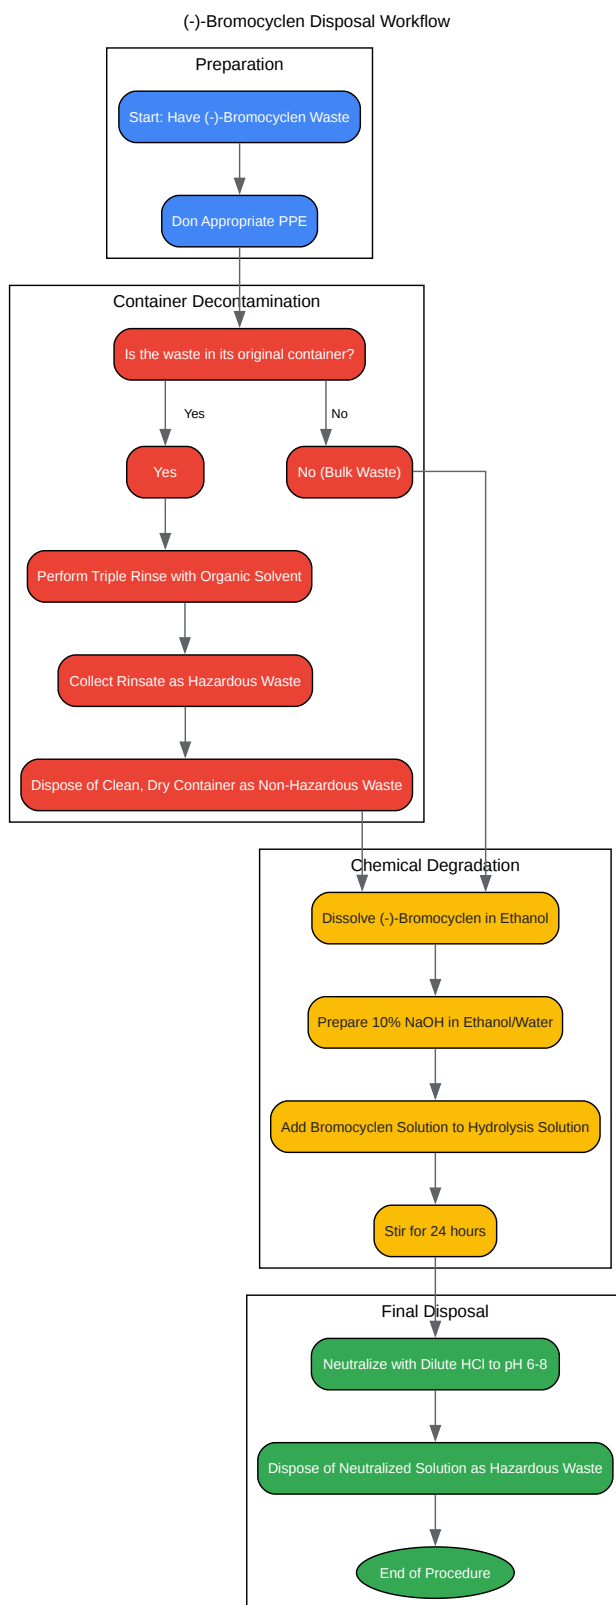 (-)-Bromocyclen Disposal Workflow
Preparation
Start: Have (-)-Bromocyclen Waste
Don Appropriate PPE
Container Decontamination
Is the waste in its original container?
Yes
No
Yes
No (Bulk Waste)
Perform Triple Rinse with Organic Solvent
Collect Rinsate as Hazardous Waste
Dispose of Clean, Dry Container as Non-Hazardous Waste
Chemical Degradation
Dissolve (-)-Bromocyclen in Ethanol
Prepare 10% NaOH in Ethanol/Water
Add Bromocyclen Solution to Hydrolysis Solution
Stir for 24 hours
Final Disposal
Neutralize with Dilute HCl to pH 6-8
Dispose of Neutralized Solution as Hazardous Waste
End of Procedure